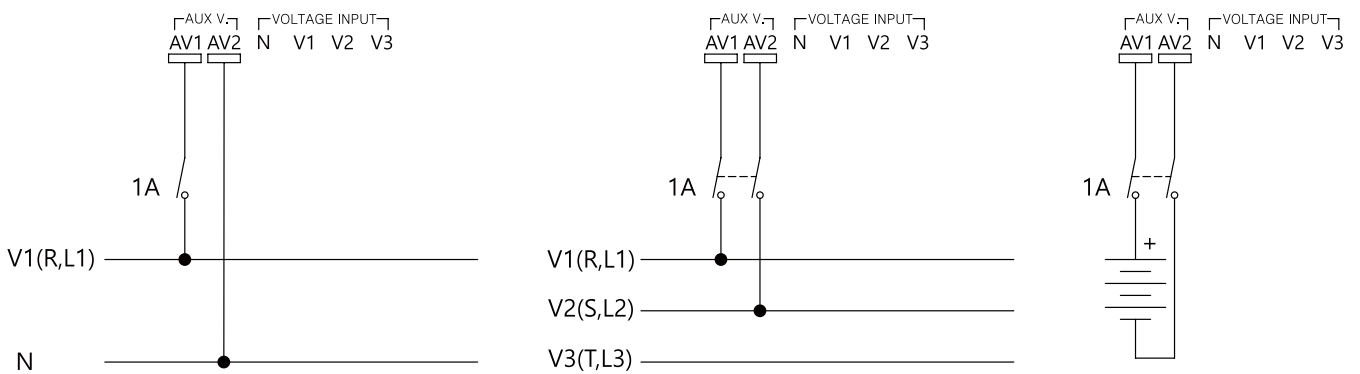 AUX V. VOLTAGE INPUT
AV1 AV2 N V1 V2 V3
1A
V1(R,L1)
N
AUX V. VOLTAGE INPUT
AV1 AV2 N V1 V2 V3
1A
V1(R,L1)
V2(S,L2)
V3(T,L3)
AUX V. VOLTAGE INPUT
AV1 AV2 N V1 V2 V3
1A
+